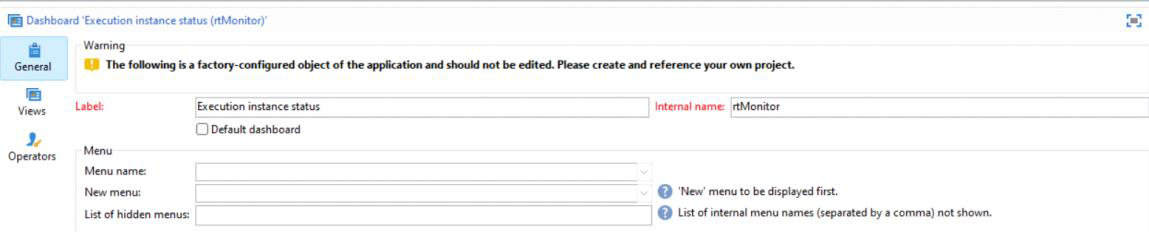 Dashboard 'Execution instance status (rtMonitor)'
General
Views
Operators
Warning
The following is a factory-configured object of the application and should not be edited. Please create and reference your own project.
Label: Execution instance status Internal name: rtMonitor
Default dashboard
Menu
Menu name:
New menu: 'New' menu to be displayed first.
List of hidden menus: List of internal menu names (separated by a comma) not shown.